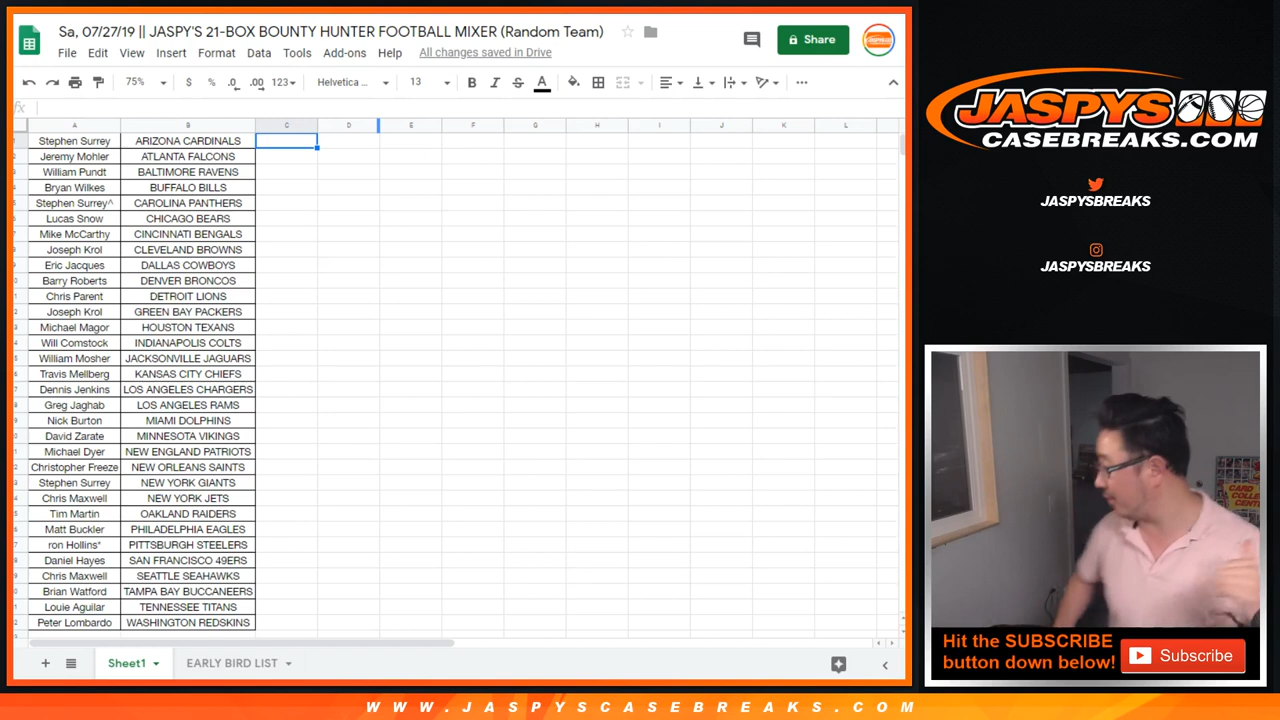 Sa, 07/27/19 || JASPY'S 21-BOX BOUNTY HUNTER FOOTBALL MIXER (Random Team)
Share
File Edit View Format Data Tools Add-ons Help All changes saved in Drive
75% $ % .0 .00 123 Helvetica ... 13 B I S A
fx
A B C D E F G H I J K L
Stephen Surrey ARIZONA CARDINALS
Jeremy Mohler ATLANTA FALCONS
William Pundt BALTIMORE RAVENS
Bryan Wilkes BUFFALO BILLS
Stephen Surrey^ CAROLINA PANTHERS
Lucas Snow CHICAGO BEARS
Mike McCarthy CINCINNATI BENGALS
Joseph Krol CLEVELAND BROWNS
Eric Jacques DALLAS COWBOYS
Barry Roberts DENVER BRONCOS
Chris Parent DETROIT LIONS
Joseph Krol GREEN BAY PACKERS
Michael Magor HOUSTON TEXANS
Will Comstock INDIANAPOLIS COLTS
William Mosher JACKSONVILLE JAGUARS
Travis Mellberg KANSAS CITY CHIEFS
Dennis Jenkins LOS ANGELES CHARGERS
Greg Jaghab LOS ANGELES RAMS
Nick Burton MIAMI DOLPHINS
David Zarate MINNESOTA VIKINGS
Michael Dyer NEW ENGLAND PATRIOTS
Christopher Freeze NEW ORLEANS SAINTS
Stephen Surrey NEW YORK GIANTS
Chris Maxwell NEW YORK JETS
Tim Martin OAKLAND RAIDERS
Matt Buckler PHILADELPHIA EAGLES
ron Hollins* PITTSBURGH STEELERS
Daniel Hayes SAN FRANCISCO 49ERS
Chris Maxwell SEATTLE SEAHAWKS
Brian Watford TAMPA BAY BUCCANEERS
Louie Aguilar TENNESSEE TITANS
Peter Lombardo WASHINGTON REDSKINS
Sheet1 EARLY BIRD LIST
JASPYS
CASEBREAKS.COM
JASPYSBREAKS
JASPYSBREAKS
CARD
Hit the SUBSCRIBE
button down below!
Subscribe
WWW.JASPYSCASEBREAKS.COM